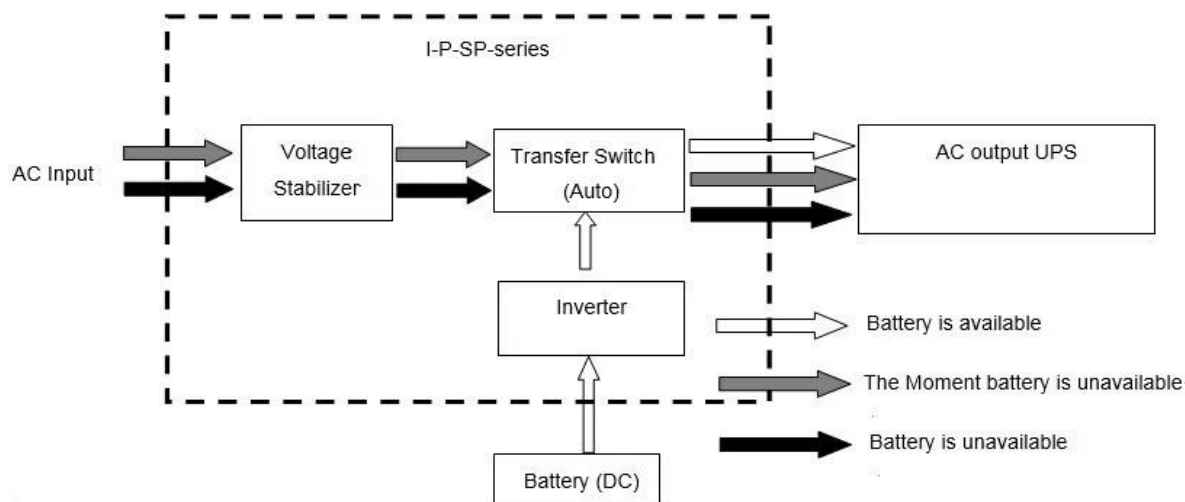 I-P-SP-series
AC Input
Voltage
Stabilizer
Transfer Switch
(Auto)
AC output UPS
Inverter
Battery is available
The Moment battery is unavailable
Battery is unavailable
Battery (DC)